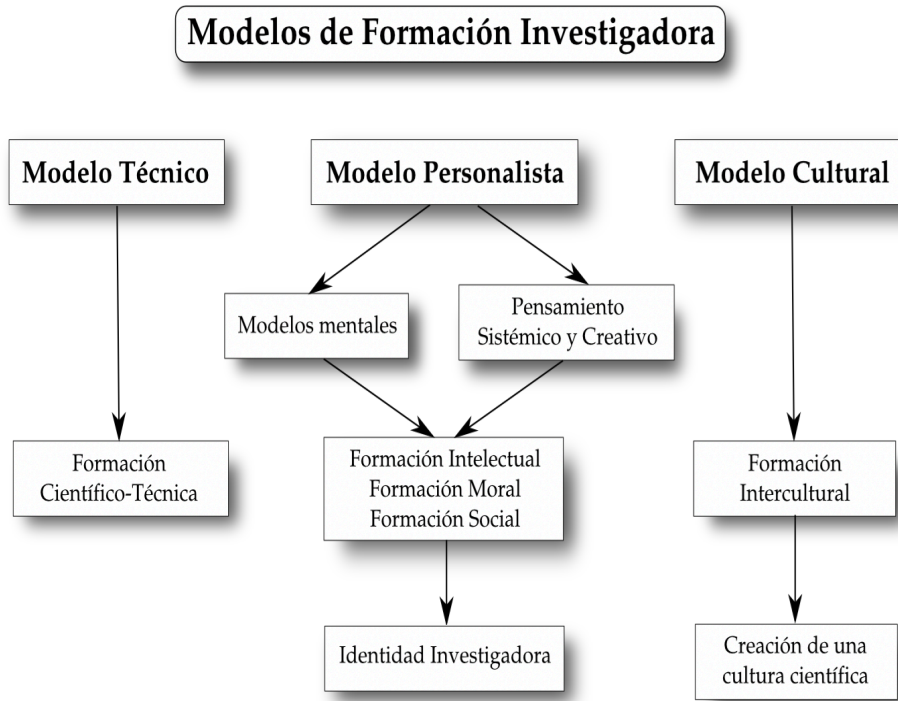 Modelos de Formación Investigadora
Modelo Técnico
Modelo Personalista
Modelo Cultural
Modelos mentales
Pensamiento
Sistémico y Creativo
Formación
Científico-Técnica
Formación Intelectual
Formación Moral
Formación Social
Formación
Intercultural
Identidad Investigadora
Creación de una
cultura científica